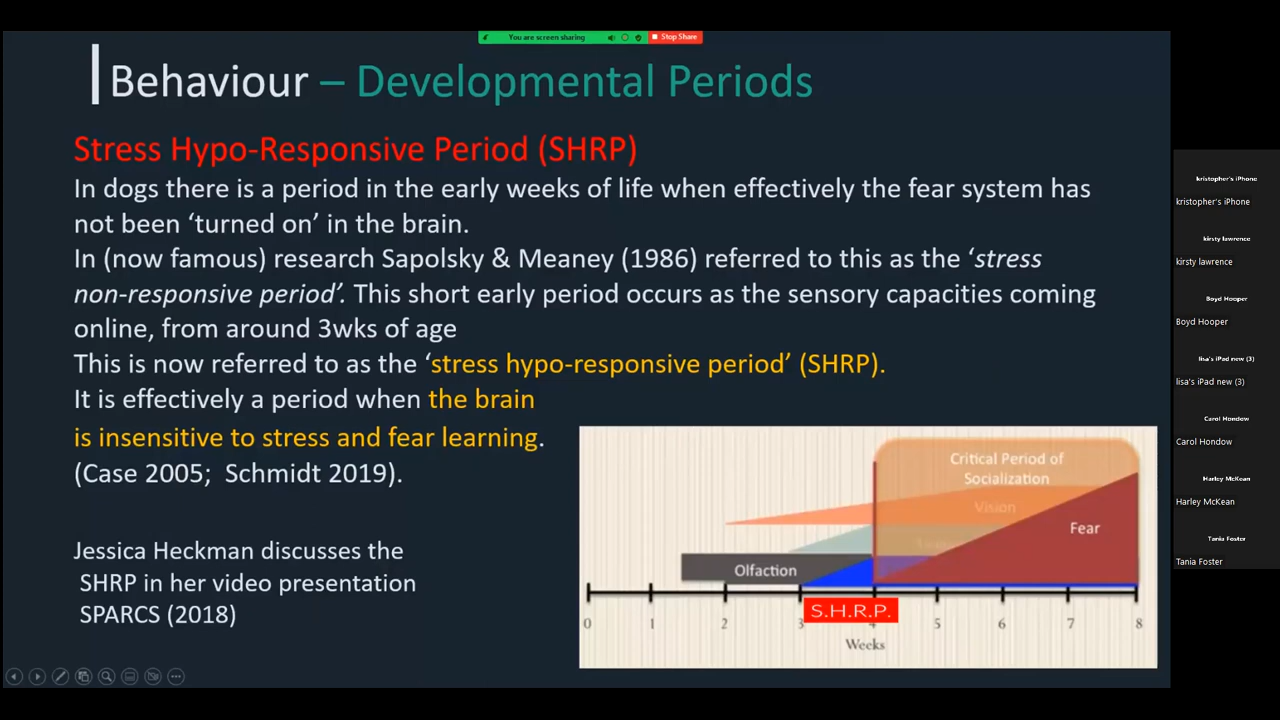 You are screen sharing
Stop Share
Behaviour – Developmental Periods
Stress Hypo-Responsive Period (SHRP)
In dogs there is a period in the early weeks of life when effectively the fear system has
not been ‘turned on’ in the brain.
In (now famous) research Sapolsky & Meaney (1986) referred to this as the ‘stress
non-responsive period’. This short early period occurs as the sensory capacities coming
online, from around 3wks of age
This is now referred to as the ‘stress hypo-responsive period’ (SHRP).
It is effectively a period when the brain
is insensitive to stress and fear learning.
(Case 2005;  Schmidt 2019).
Jessica Heckman discusses the
SHRP in her video presentation
SPARCS (2018)
Critical Period of
Socialization
Vision
Fear
Olfaction
S.H.R.P.
0 1 2 3 4 5 6 7 8
Weeks
kristopher's iPhone
kristopher's iPhone
kirsty lawrence
kirsty lawrence
Boyd Hooper
Boyd Hooper
lisa's iPad new (3)
lisa's iPad new (3)
Carol Hondow
Carol Hondow
Harley McKean
Harley McKean
Tania Foster
Tania Foster